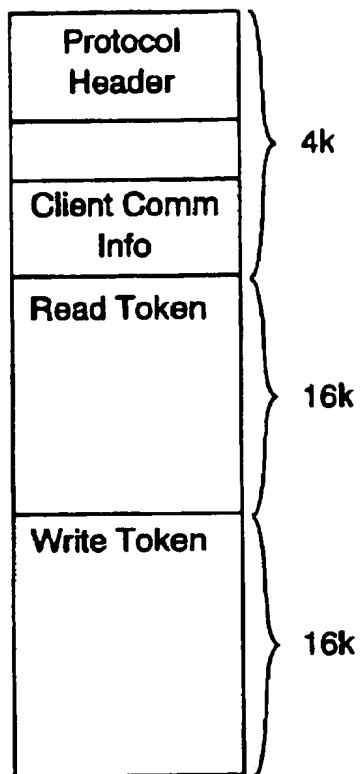 Protocol
Header
4k
Client Comm
Info
Read Token
16k
Write Token
16k